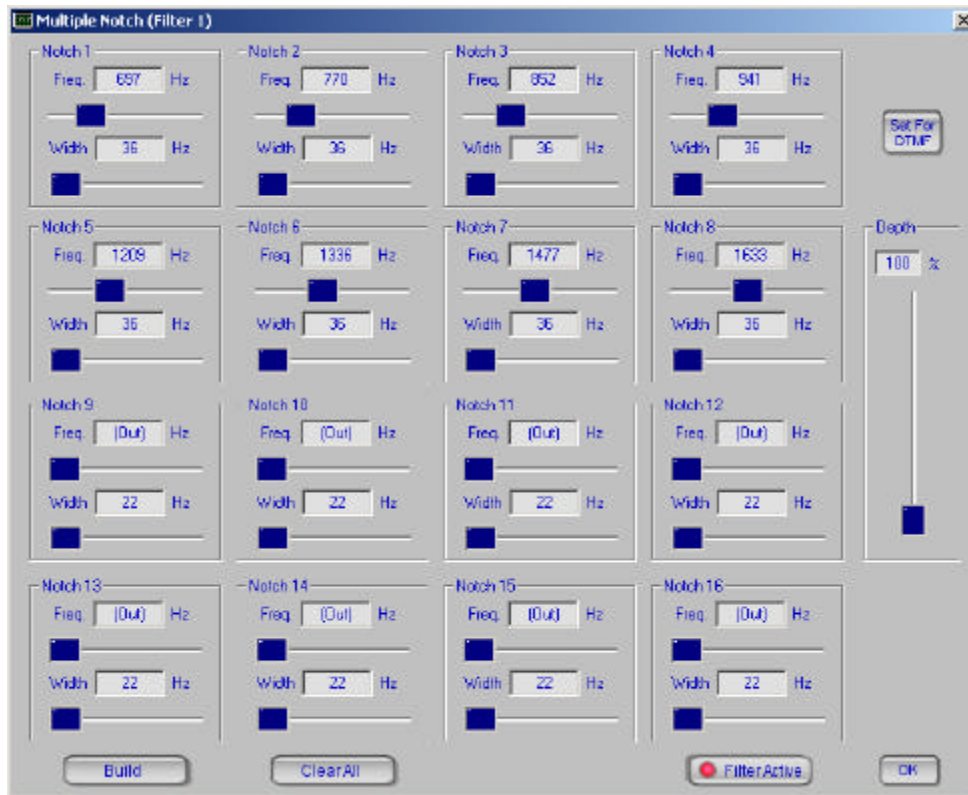 Multiple Notch (Filter 1)
Notch 1 Notch 2 Notch 3 Notch 4
Freq. 697 Hz Freq. 770 Hz Freq. 852 Hz Freq. 941 Hz
Set For
DTMF
Width 36 Hz Width 36 Hz Width 36 Hz Width 36 Hz
Notch 5 Notch 6 Notch 7 Notch 8 Depth
Freq. 1209 Hz Freq. 1336 Hz Freq. 1477 Hz Freq. 1633 Hz 100 %
Width 36 Hz Width 36 Hz Width 36 Hz Width 36 Hz
Notch 9 Notch 10 Notch 11 Notch 12
Freq. (Out) Hz Freq. (Out) Hz Freq. (Out) Hz Freq. (Out) Hz
Width 22 Hz Width 22 Hz Width 22 Hz Width 22 Hz
Notch 13 Notch 14 Notch 15 Notch 16
Freq. (Out) Hz Freq. (Out) Hz Freq. (Out) Hz Freq. (Out) Hz
Width 22 Hz Width 22 Hz Width 22 Hz Width 22 Hz
Build Clear All Filter Active OK